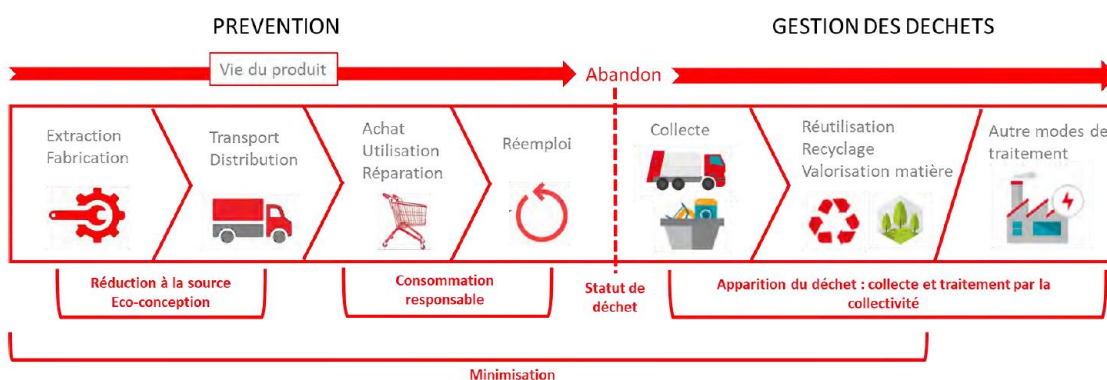 PREVENTION
GESTION DES DECHETS
Vie du produit
Abandon
Extraction
Fabrication
Transport
Distribution
Achat
Utilisation
Réparation
Réemploi
Collecte
Réutilisation
Recyclage
Valorisation matière
Autre modes de
traitement
Réduction à la source
Eco-conception
Consommation
responsable
Statut de
déchet
Apparition du déchet : collecte et traitement par la
collectivité
Minimisation